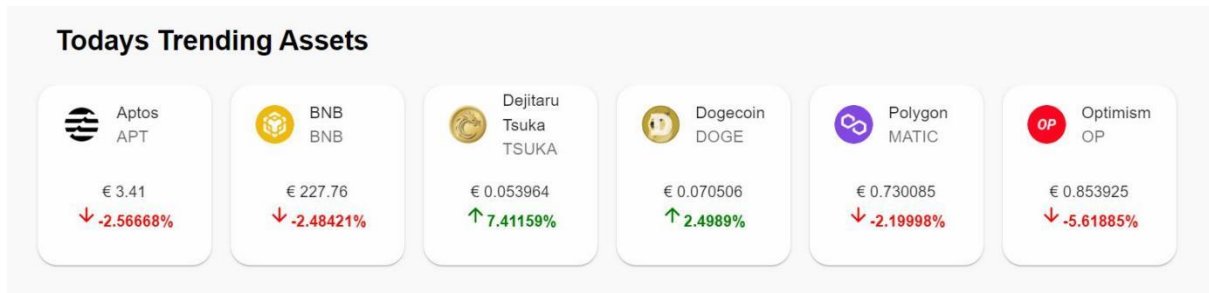 Todays Trending Assets
Aptos
APT
€ 3.41
-2.56668%
BNB
BNB
€ 227.76
-2.48421%
Dejitaru
Tsuka
TSUKA
€ 0.053964
7.41159%
Dogecoin
DOGE
€ 0.070506
2.4989%
Polygon
MATIC
€ 0.730085
-2.19998%
OP
Optimism
OP
€ 0.853925
-5.61885%